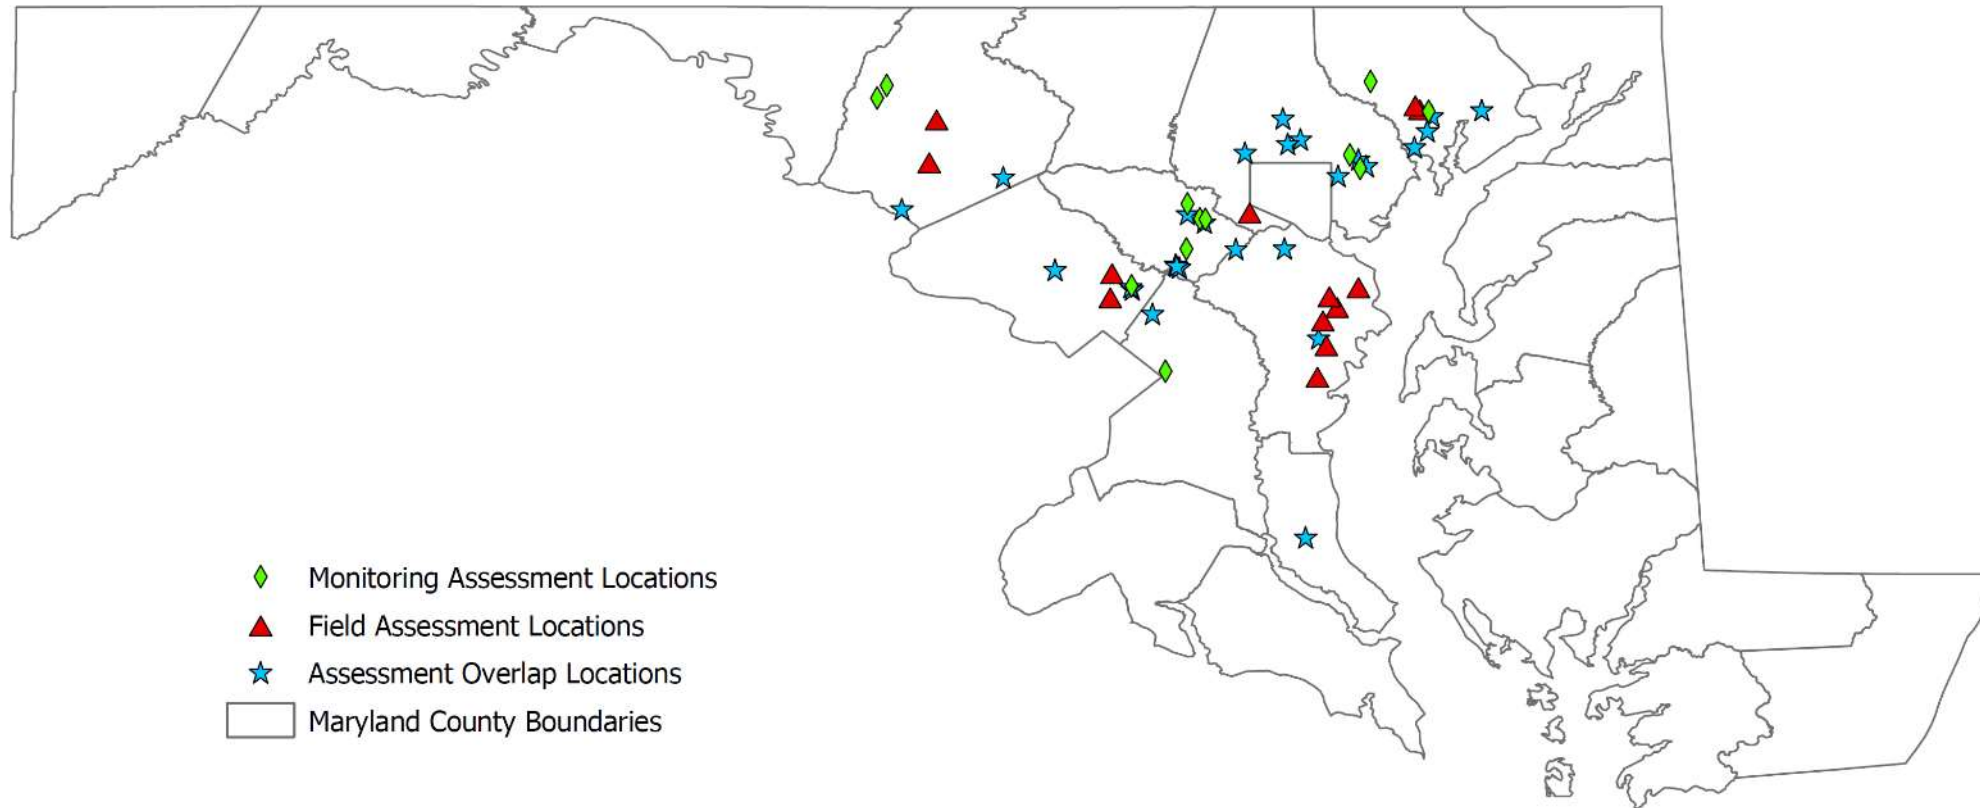 Monitoring Assessment Locations
Field Assessment Locations
Assessment Overlap Locations
Maryland County Boundaries